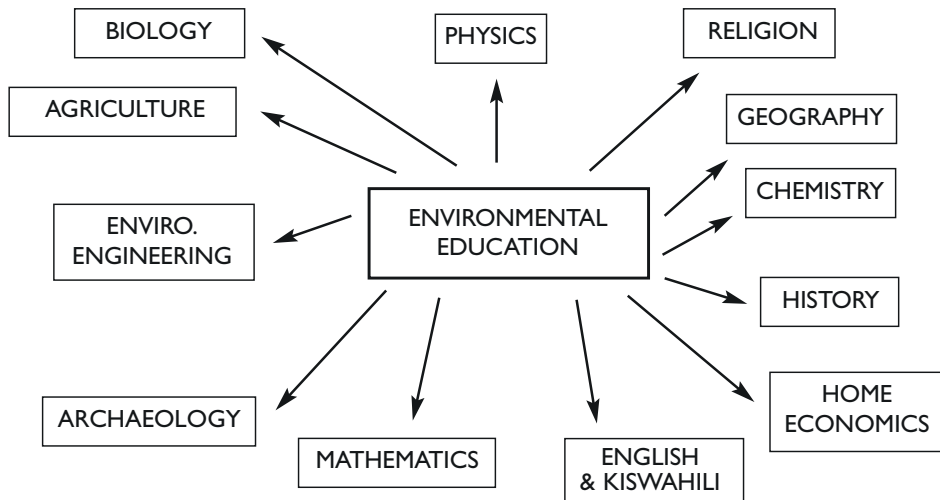 BIOLOGY
PHYSICS
RELIGION
AGRICULTURE
GEOGRAPHY
CHEMISTRY
ENVIRO.
ENGINEERING
ENVIRONMENTAL
EDUCATION
HISTORY
ARCHAEOLOGY
MATHEMATICS
ENGLISH
& KISWAHILI
HOME
ECONOMICS